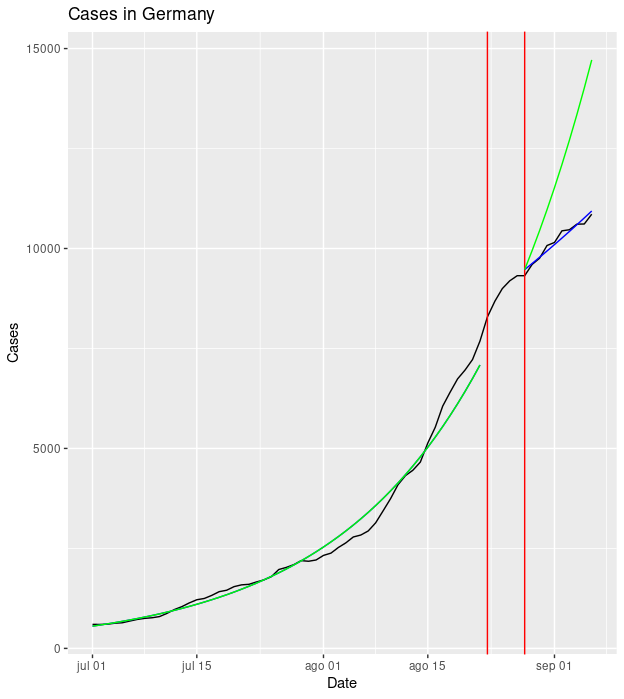 Cases in Germany
15000
10000
5000
0
Cases
jul 01
jul 15
ago 01
ago 15
sep 01
Date